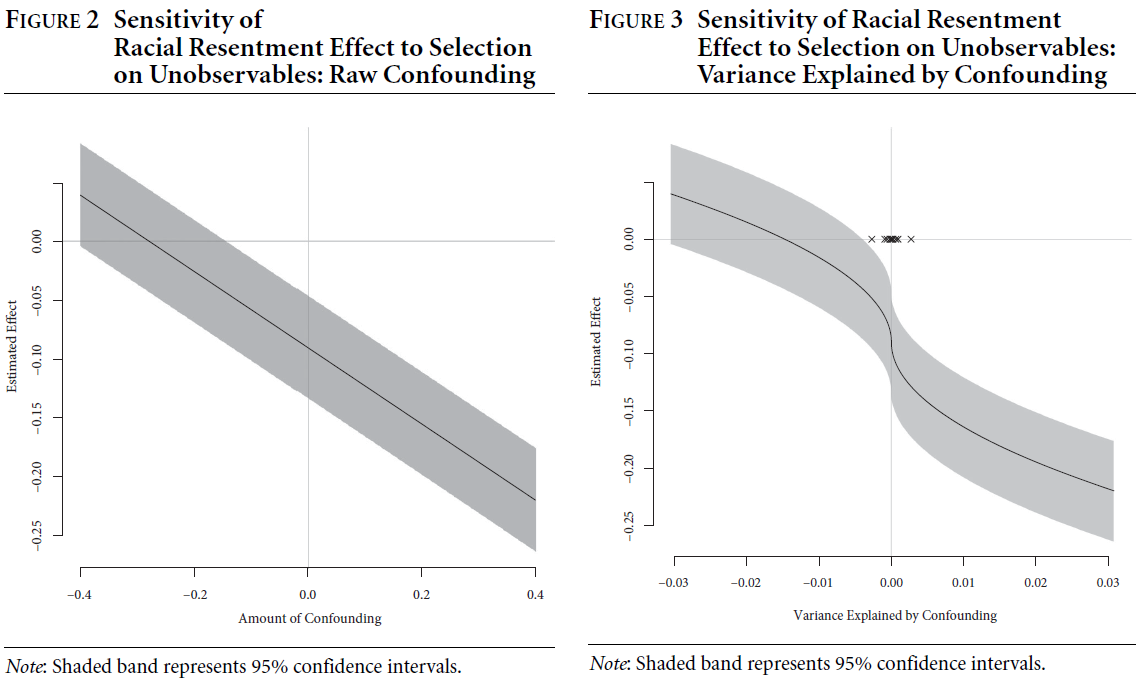 FIGURE 2 Sensitivity of
Racial Resentment Effect to Selection
on Unobservables: Raw Confounding
Estimated Effect
0.00
−0.05
−0.10
−0.15
−0.20
−0.25
−0.4
−0.2
0.0
0.2
0.4
Amount of Confounding
Note: Shaded band represents 95% confidence intervals.
FIGURE 3 Sensitivity of Racial Resentment
Effect to Selection on Unobservables:
Variance Explained by Confounding
Estimated Effect
0.00
−0.05
−0.10
−0.15
−0.20
−0.25
−0.03
−0.02
−0.01
0.00
0.01
0.02
0.03
Variance Explained by Confounding
Note: Shaded band represents 95% confidence intervals.